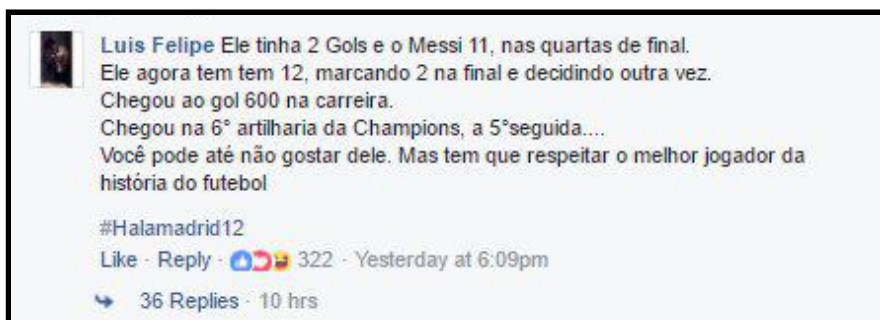 Luis Felipe Ele tinha 2 Gols e o Messi 11, nas quartas de final.
Ele agora tem tem 12, marcando 2 na final e decidindo outra vez.
Chegou ao gol 600 na carreira.
Chegou na 6° artilharia da Champions, a 5°seguida....
Você pode até não gostar dele. Mas tem que respeitar o melhor jogador da
história do futebol
#Halamadrid12
Like · Reply · 322 · Yesterday at 6:09pm
36 Replies · 10 hrs